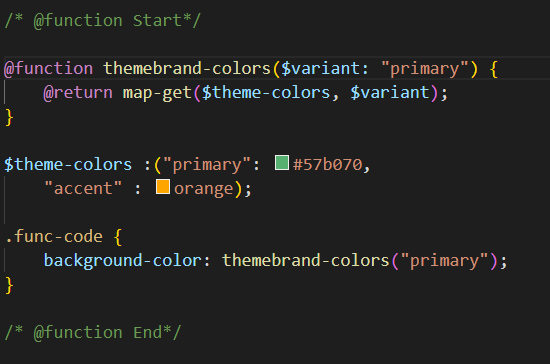 /* @function Start*/
@function themebrand-colors($variant: "primary") {
@return map-get($theme-colors, $variant);
}
$theme-colors :("primary": #57b070,
"accent" : orange);
.func-code {
background-color: themebrand-colors("primary");
}
/* @function End*/